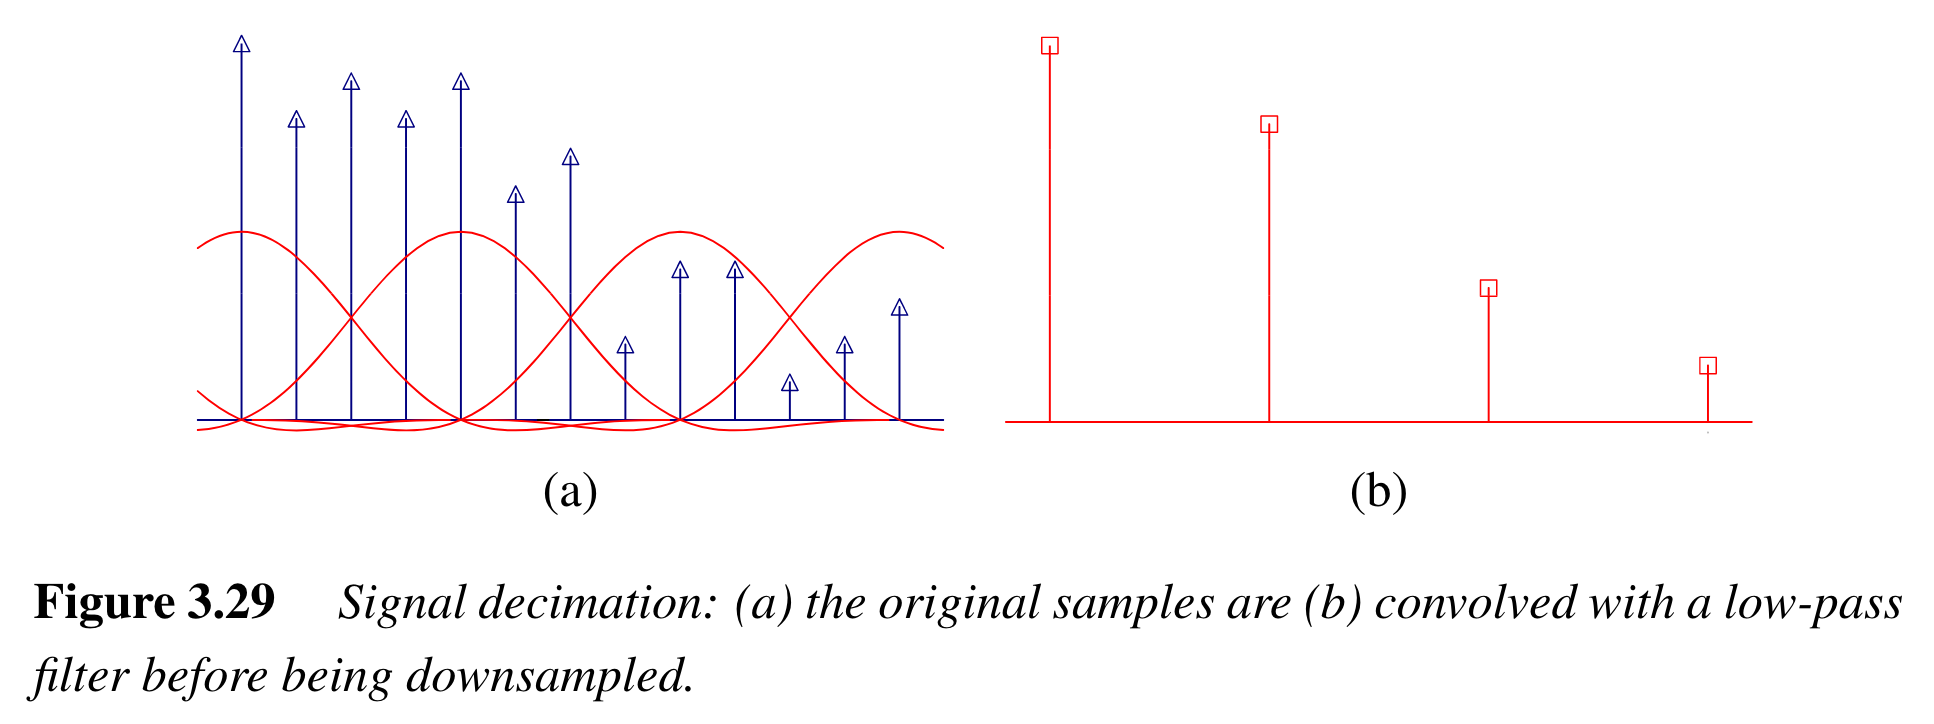 (a)
(b)
Figure 3.29 Signal decimation: (a) the original samples are (b) convolved with a low-pass
filter before being downsampled.